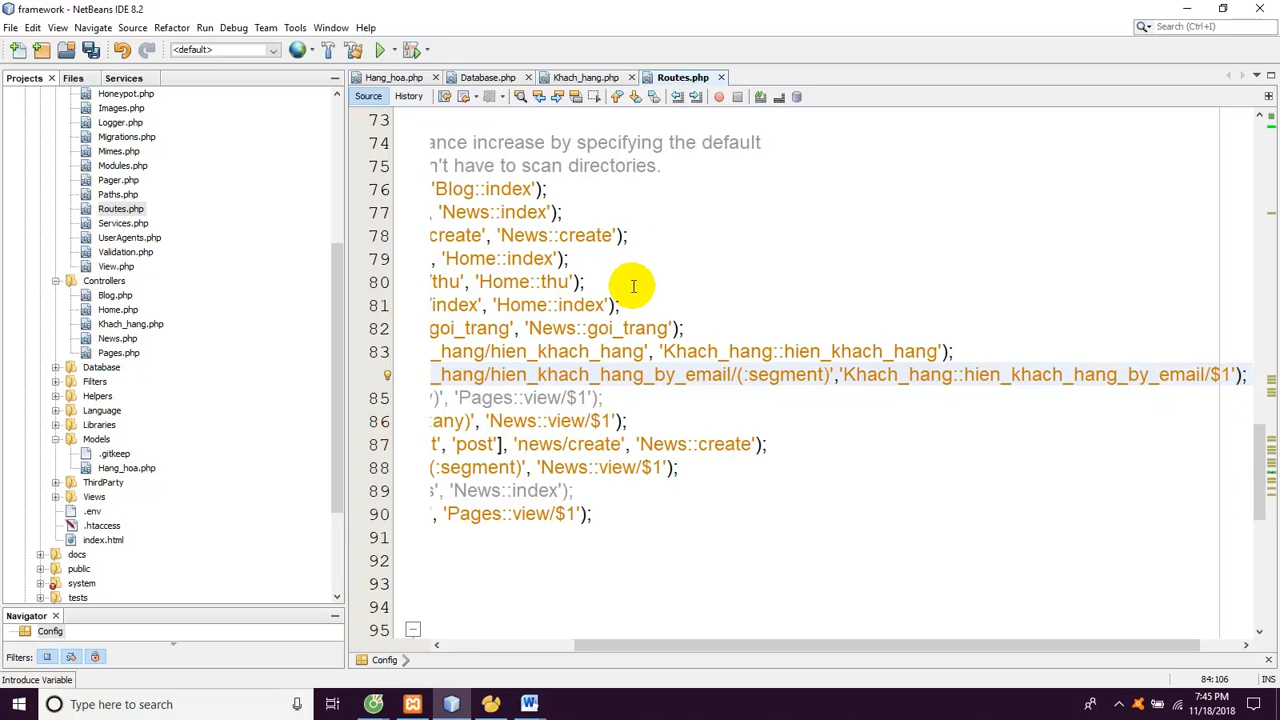 framework - NetBeans IDE 8.2
File Edit View Navigate Source Refactor Run Debug Team Tools Window Help
Search (Ctrl+I)
<default>
Projects Files Services
Hang_hoa.php Database.php Khach_hang.php Routes.php
Source History
Honeypot.php
Images.php
Logger.php
Migrations.php
Mimes.php
Modules.php
Pager.php
Paths.php
Routes.php
Services.php
UserAgents.php
Validation.php
View.php
Controllers
Blog.php
Home.php
Khach_hang.php
News.php
Pages.php
Database
Filters
Helpers
Language
Libraries
Models
.gitkeep
Hang_hoa.php
ThirdParty
Views
.env
.htaccess
index.html
docs
public
system
tests
73
74 ance increase by specifying the default
75 n't have to scan directories.
76 'Blog::index');
77 , 'News::index');
78 create', 'News::create');
79 , 'Home::index');
80 /thu', 'Home::thu');
81 /index', 'Home::index');
82 goi_trang', 'News::goi_trang');
83 _hang/hien_khach_hang', 'Khach_hang::hien_khach_hang');
_hang/hien_khach_hang_by_email/(:segment)','Khach_hang::hien_khach_hang_by_email/$1');
85 y)', 'Pages::view/$1');
86 :any)', 'News::view/$1');
87 t', 'post'], 'news/create', 'News::create');
88 (:segment)', 'News::view/$1');
89 s', 'News::index');
90 ', 'Pages::view/$1');
91
92
93
94
95
Navigator
Config
Filters:
Config
Introduce Variable
84:106 INS
Type here to search
7:45 PM
11/18/2018